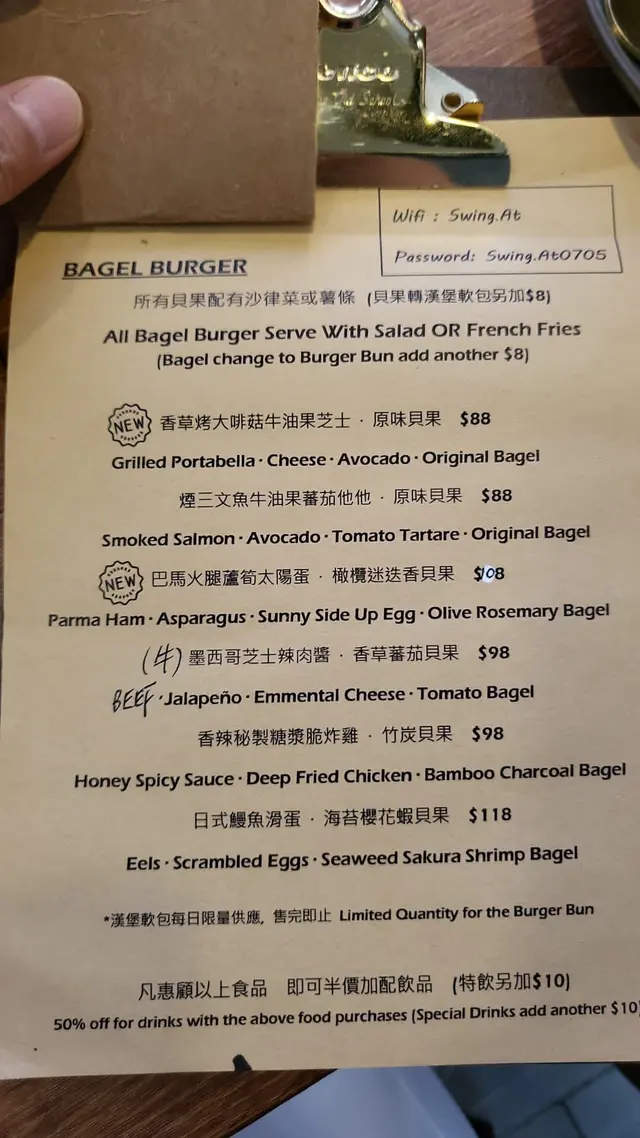 Wifi : Swing.At
Password: Swing.At0705
BAGEL BURGER
所有貝果配有沙律菜或薯條 (貝果轉漢堡軟包另加$8)
All Bagel Burger Serve With Salad OR French Fries
(Bagel change to Burger Bun add another $8)
NEW 香草烤大啡菇牛油果芝士 · 原味貝果 $88
Grilled Portabella · Cheese · Avocado · Original Bagel
煙三文魚牛油果蕃茄他他 · 原味貝果 $88
Smoked Salmon · Avocado · Tomato Tartare · Original Bagel
NEW 巴馬火腿蘆筍太陽蛋 · 橄欖迷迭香貝果 $108
Parma Ham · Asparagus · Sunny Side Up Egg · Olive Rosemary Bagel
(牛) 墨西哥芝士辣肉醬 · 香草蕃茄貝果 $98
BEEF · Jalapeño · Emmental Cheese · Tomato Bagel
香辣秘製糖漿脆炸雞 · 竹炭貝果 $98
Honey Spicy Sauce · Deep Fried Chicken · Bamboo Charcoal Bagel
日式鰻魚滑蛋 · 海苔櫻花蝦貝果 $118
Eels · Scrambled Eggs · Seaweed Sakura Shrimp Bagel
*漢堡軟包每日限量供應, 售完即止 Limited Quantity for the Burger Bun
凡惠顧以上食品 即可半價加配飲品 (特飲另加$10)
50% off for drinks with the above food purchases (Special Drinks add another $10)